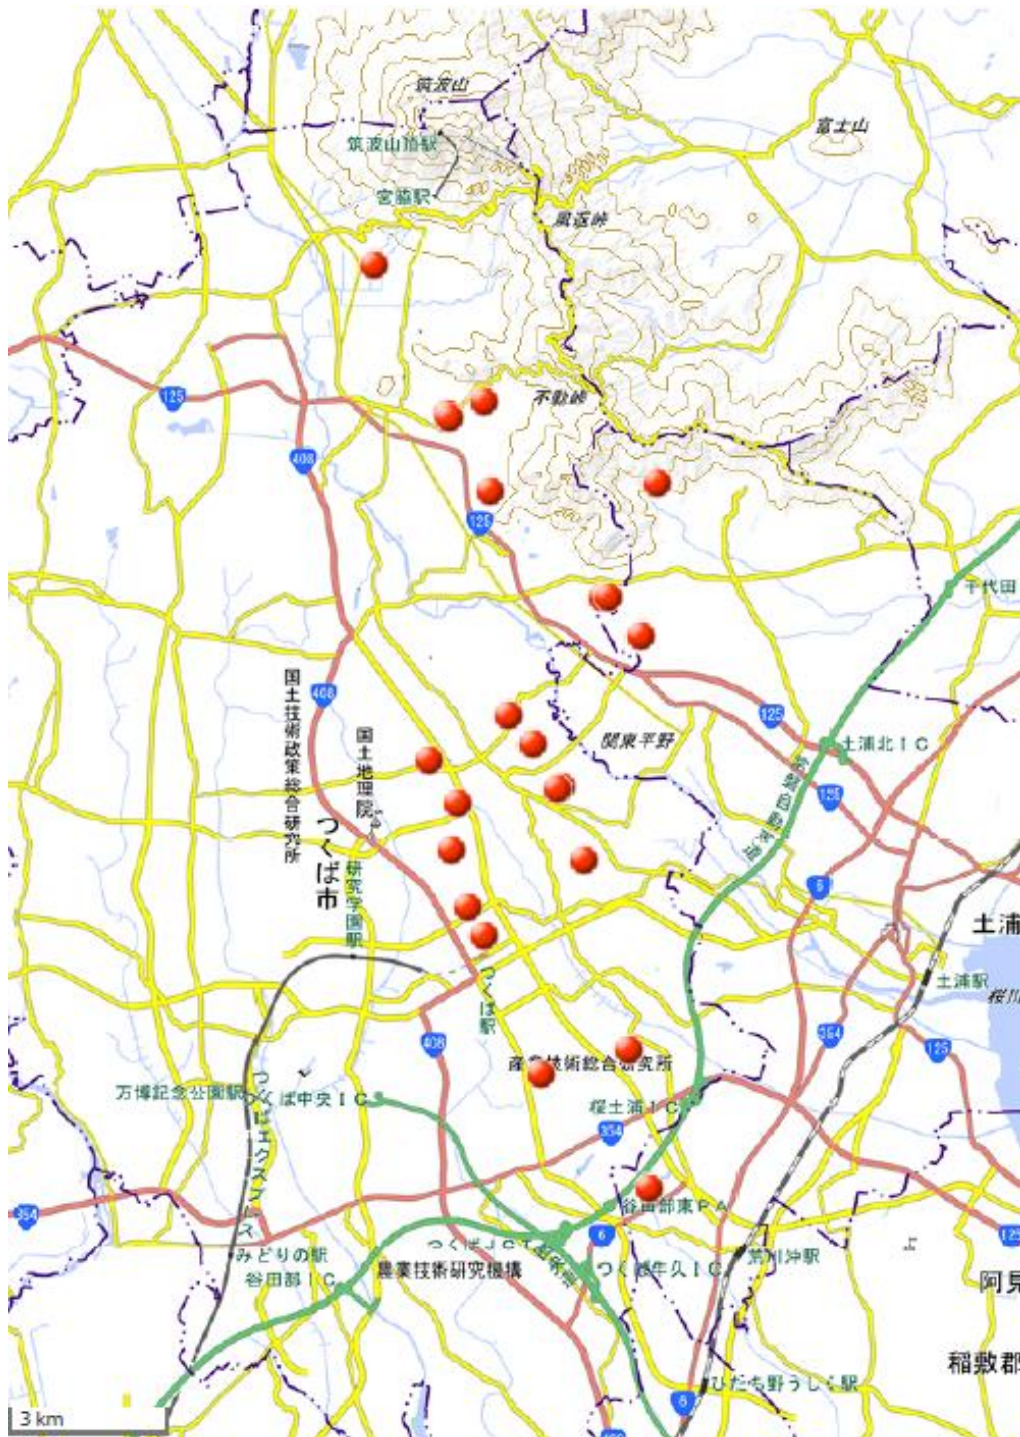 筑波山
富士山
筑波山頂駅
宮脇駅
風返峠
125
不動峠
408
125
千代田
国土技術政策総合研究所
408
国土地理院
125
関東平野
土浦北IC
つくば市
常磐自動車道
125
研究学園駅
6
土浦
土浦駅
桜川
つくば駅
408
354
125
産業技術総合研究所
万博記念公園駅
つくば中央IC
桜土浦IC
つくばエクスプレス
354
354
谷田部東PA
6
125
つくばJCT
みどりの駅
農業技術研究機構
つくば牛久IC
荒川沖駅
谷田部IC
阿見
稲敷郡
ひたち野うしく駅
6
3 km